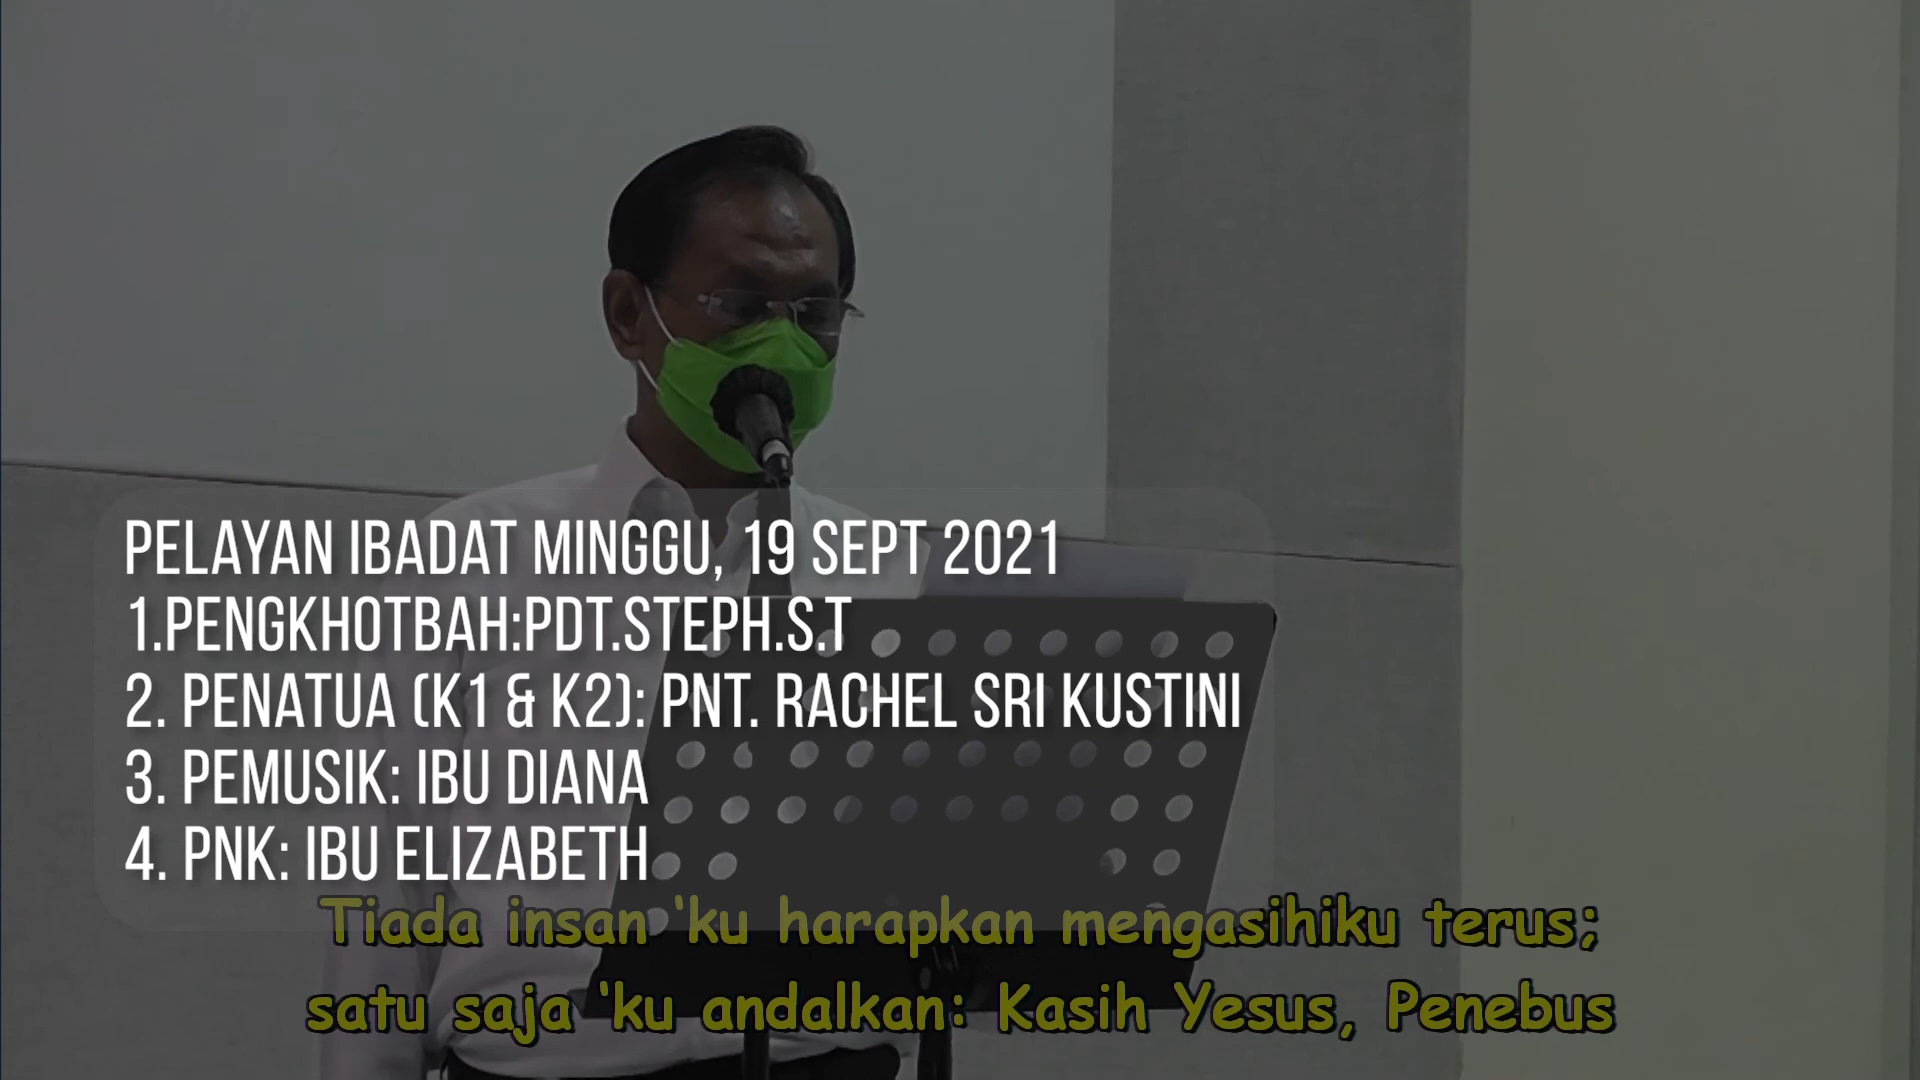 PELAYAN IBADAT MINGGU, 19 SEPT 2021
1.PENGKHOTBAH:PDT.STEPH.S.T
2. PENATUA (K1 & K2): PNT. RACHEL SRI KUSTINI
3. PEMUSIK: IBU DIANA
4. PNK: IBU ELIZABETH
Tiada insan 'ku harapkan mengasihiku terus;
satu saja 'ku andalkan: Kasih Yesus, Penebus